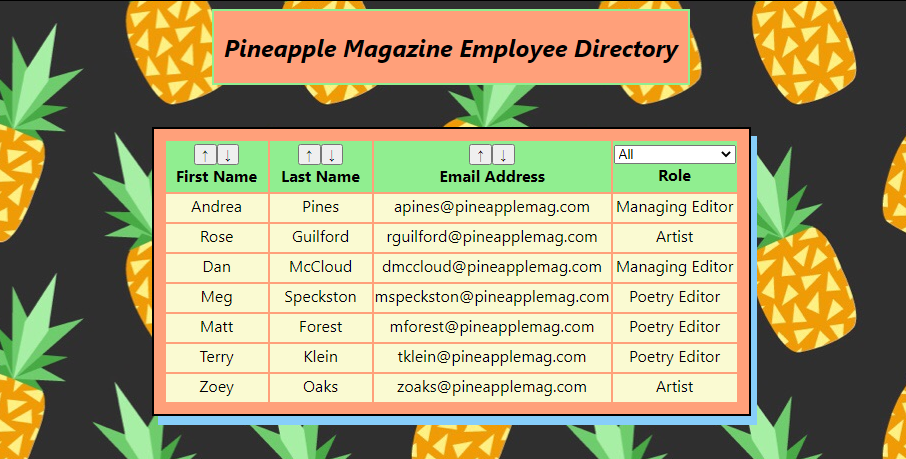 Pineapple Magazine Employee Directory
↑ ↓ ↑ ↓ ↑ ↓ All
First Name Last Name Email Address Role
Andrea Pines apines@pineapplemag.com Managing Editor
Rose Guilford rguilford@pineapplemag.com Artist
Dan McCloud dmccloud@pineapplemag.com Managing Editor
Meg Speckston mspeckston@pineapplemag.com Poetry Editor
Matt Forest mforest@pineapplemag.com Poetry Editor
Terry Klein tklein@pineapplemag.com Poetry Editor
Zoey Oaks zoaks@pineapplemag.com Artist